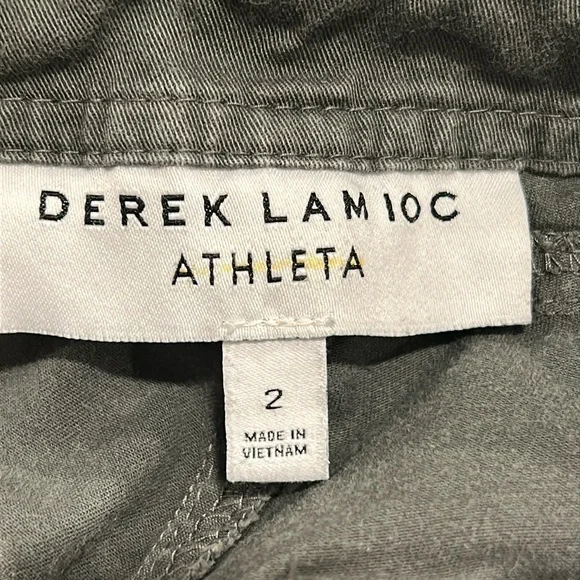 DEREK LAM 10C
ATHLETA
2
MADE IN
VIETNAM